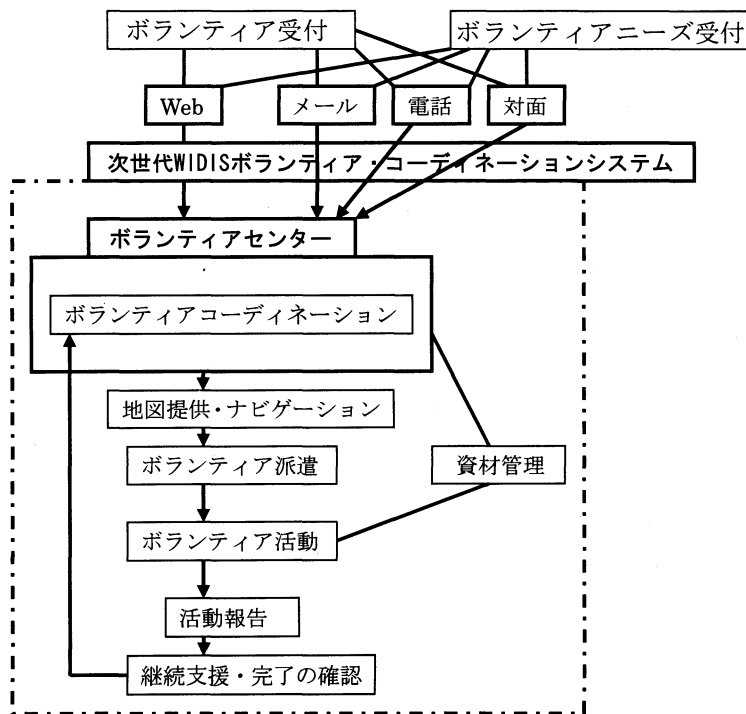 ボランティア受付
ボランティアニーズ受付
Web
メール
電話
対面
次世代WIDISボランティア・コーディネーションシステム
ボランティアセンター
ボランティアコーディネーション
地図提供・ナビゲーション
ボランティア派遣
資材管理
ボランティア活動
活動報告
継続支援・完了の確認